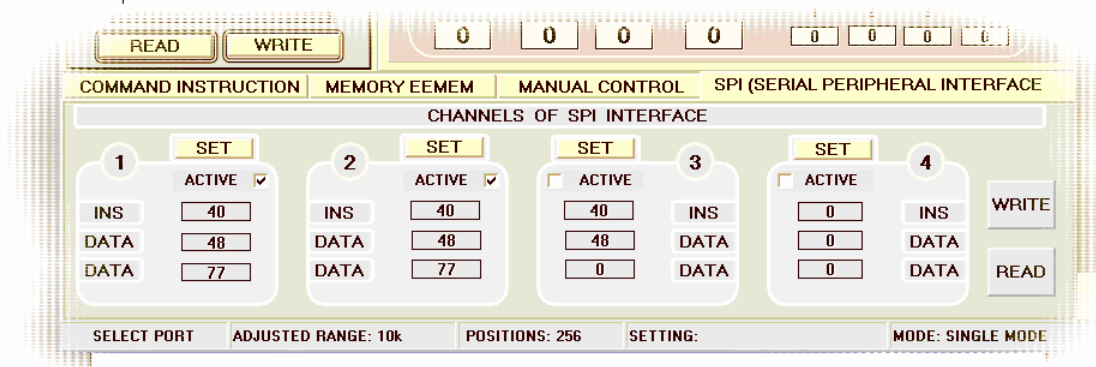 READ WRITE 0 0 0 0 0 0 0 0
COMMAND INSTRUCTION MEMORY EEMEM MANUAL CONTROL SPI (SERIAL PERIPHERAL INTERFACE
CHANNELS OF SPI INTERFACE
1 SET 2 SET SET 3 SET 4
ACTIVE ACTIVE ACTIVE ACTIVE
INS 40 INS 40 40 INS 0 INS WRITE
DATA 48 DATA 48 48 DATA 0 DATA
DATA 77 DATA 77 0 DATA 0 DATA READ
SELECT PORT ADJUSTED RANGE: 10k POSITIONS: 256 SETTING: MODE: SINGLE MODE